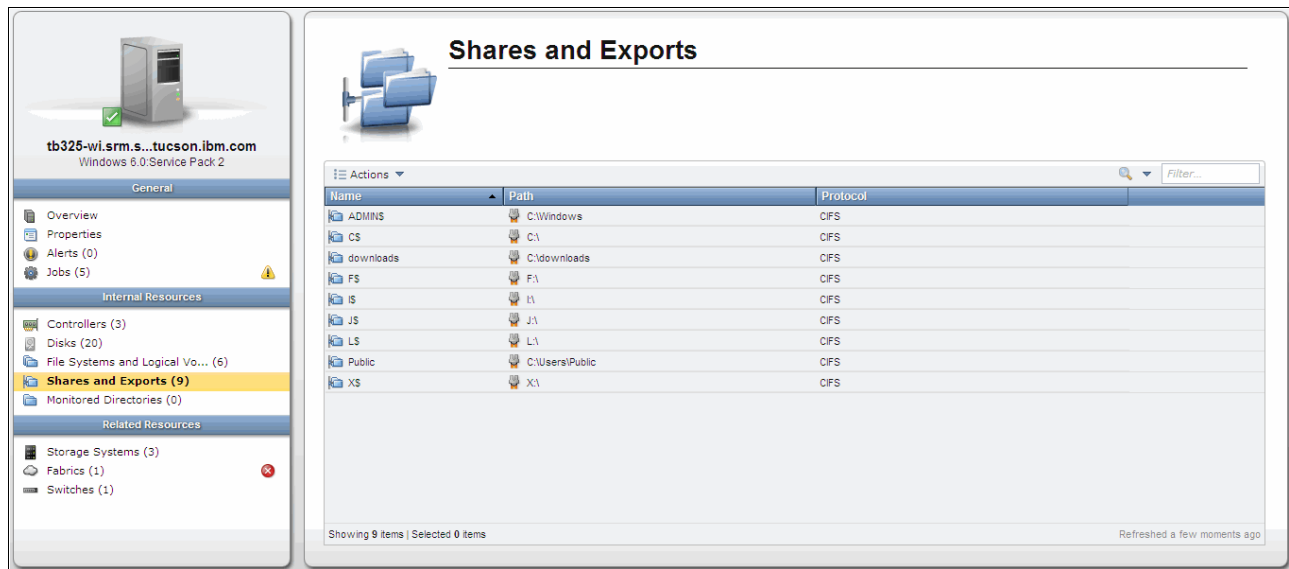 tb325-wi.srm.s...tucson.ibm.com
Windows 6.0:Service Pack 2
General
Overview
Properties
Alerts (0)
Jobs (5)
Internal Resources
Controllers (3)
Disks (20)
File Systems and Logical Vo... (6)
Shares and Exports (9)
Monitored Directories (0)
Related Resources
Storage Systems (3)
Fabrics (1)
Switches (1)
Shares and Exports
Actions Filter...
Name Path Protocol
ADMIN$ C:\Windows CIFS
C$ C:\ CIFS
downloads C:\downloads CIFS
F$ F:\ CIFS
I$ I:\ CIFS
J$ J:\ CIFS
L$ L:\ CIFS
Public C:\Users\Public CIFS
X$ X:\ CIFS
Showing 9 items | Selected 0 items Refreshed a few moments ago